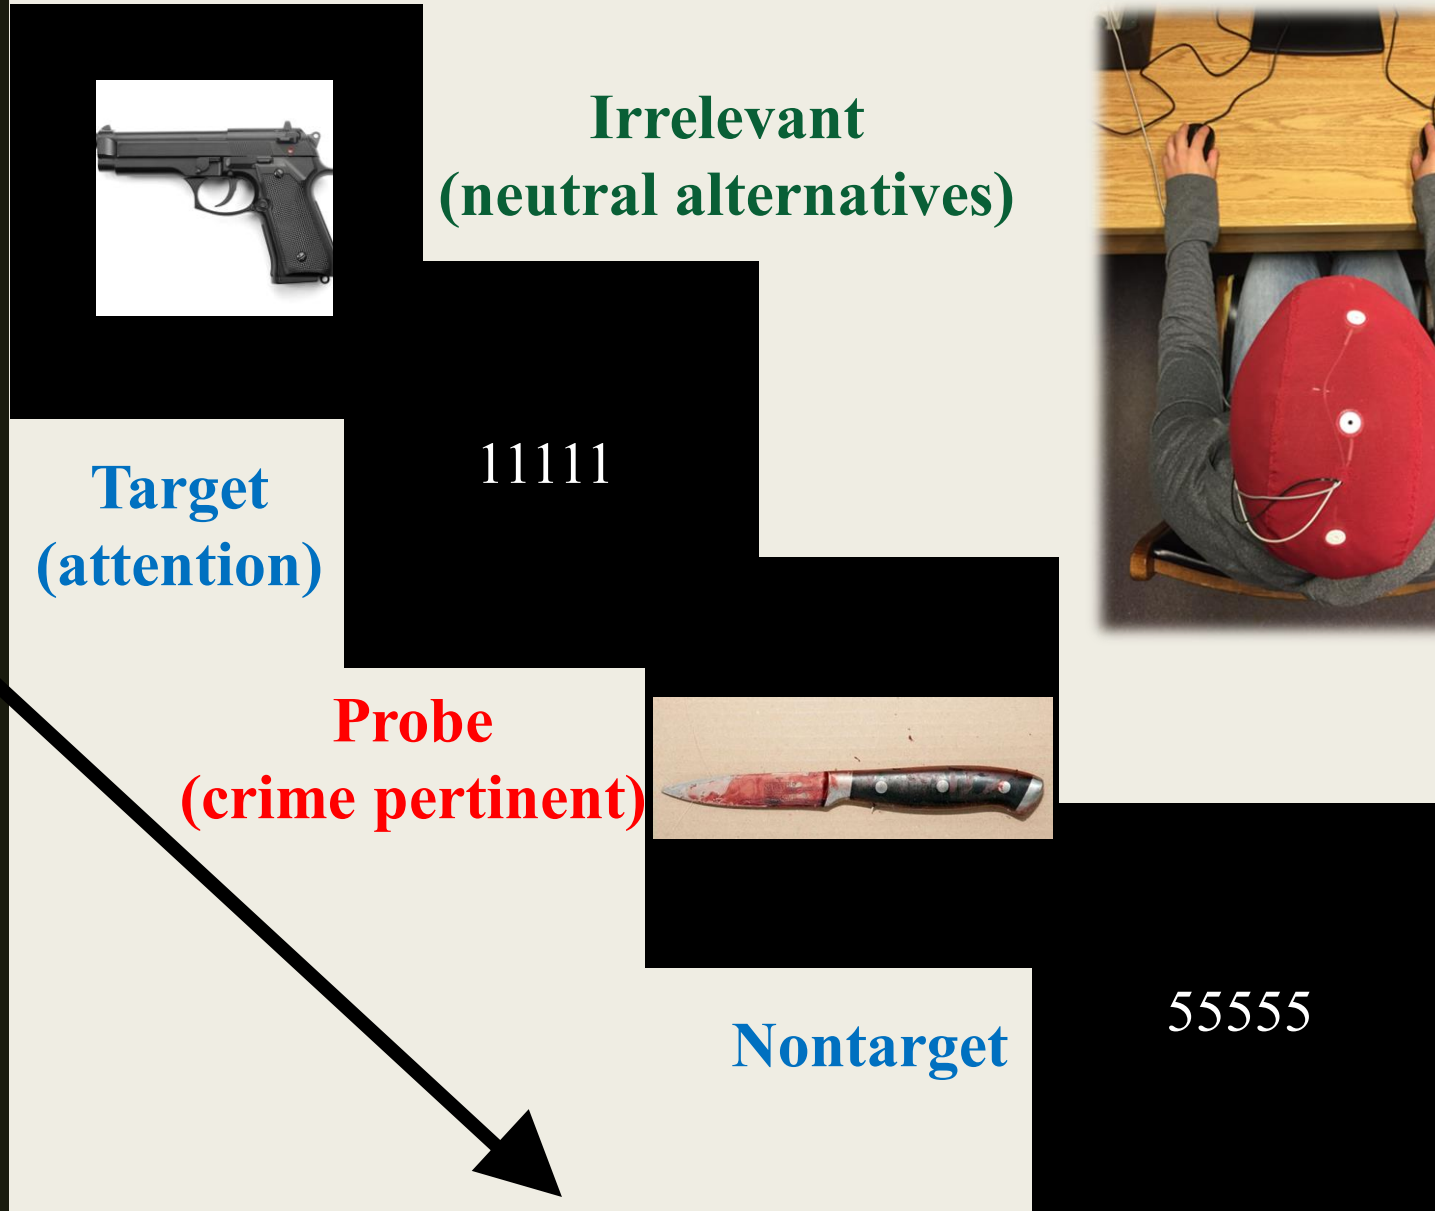 Irrelevant
(neutral alternatives)
11111
Target
(attention)
Probe
(crime pertinent)
55555
Nontarget